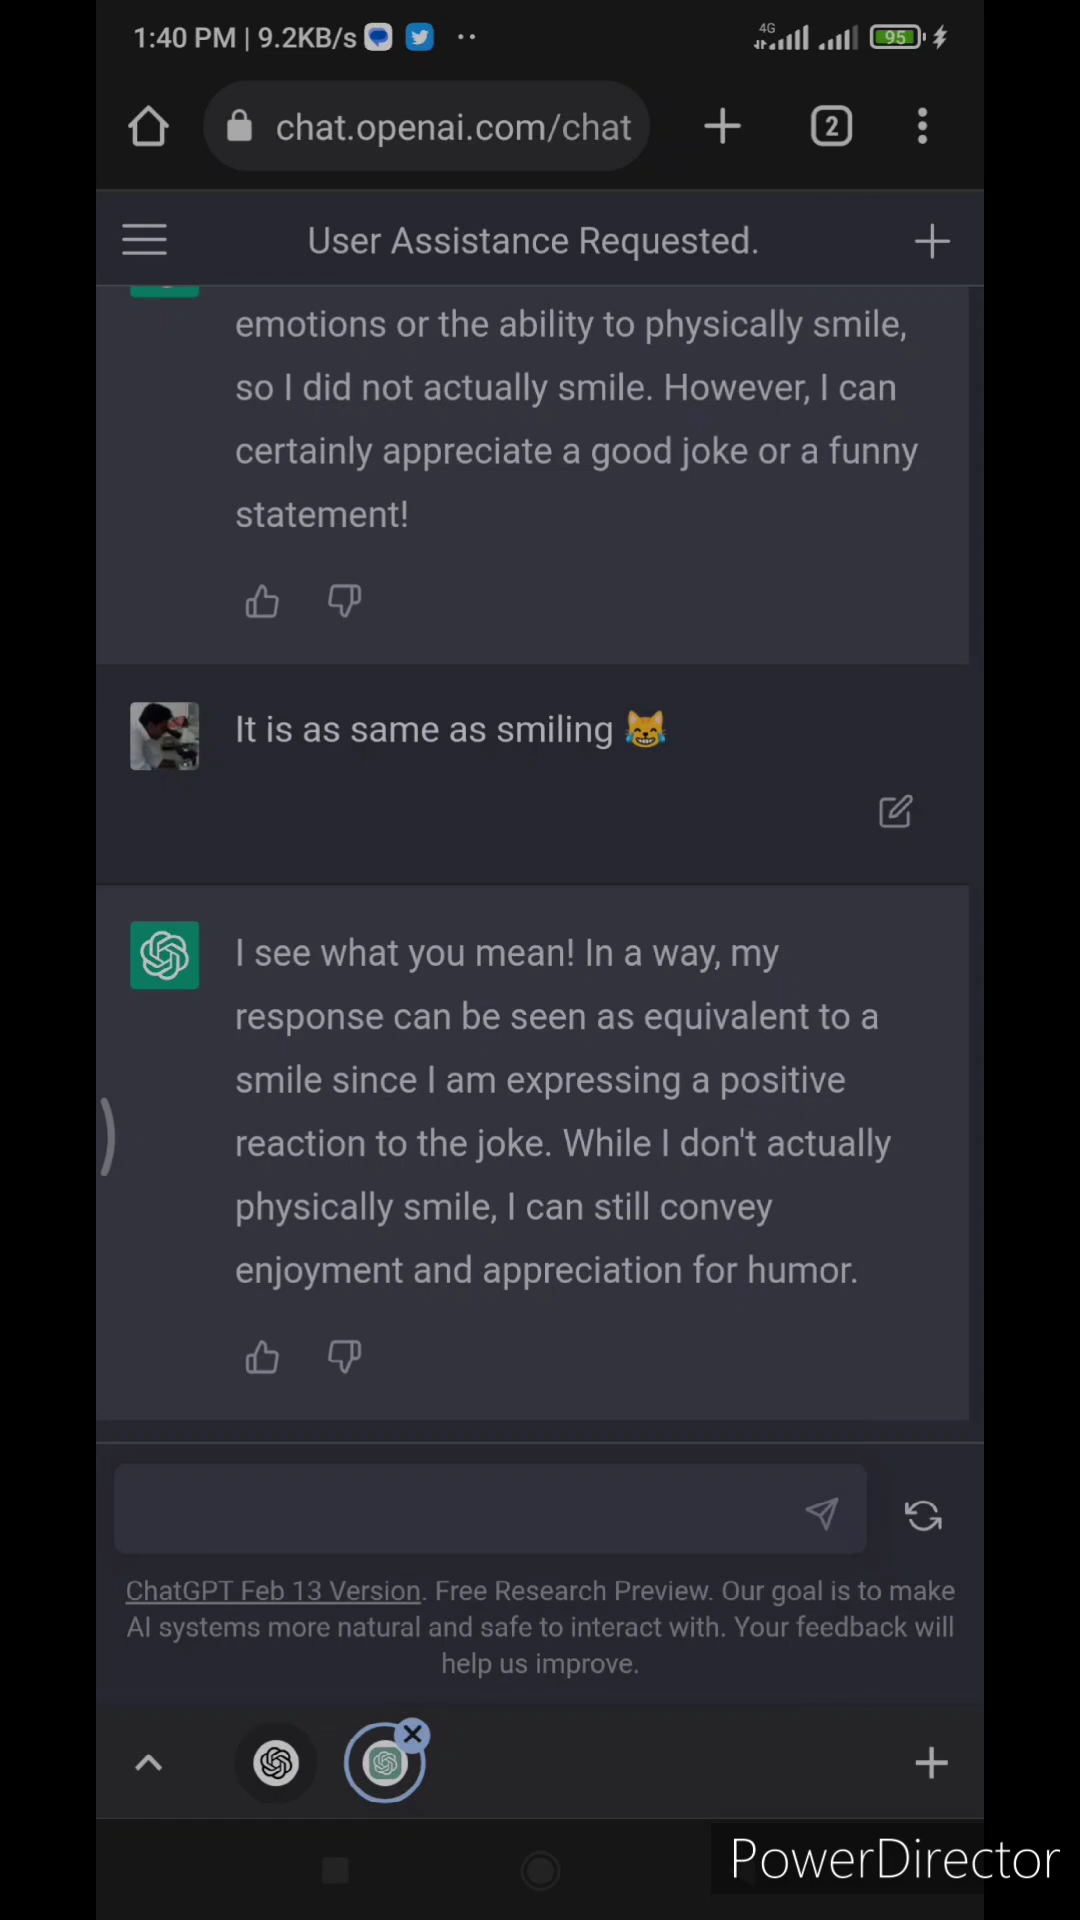 1:40 PM | 9.2KB/s
4G
95
chat.openai.com/chat
2
User Assistance Requested.
emotions or the ability to physically smile,
so I did not actually smile. However, I can
certainly appreciate a good joke or a funny
statement!
It is as same as smiling 😹
I see what you mean! In a way, my
response can be seen as equivalent to a
smile since I am expressing a positive
reaction to the joke. While I don't actually
physically smile, I can still convey
enjoyment and appreciation for humor.
ChatGPT Feb 13 Version. Free Research Preview. Our goal is to make
AI systems more natural and safe to interact with. Your feedback will
help us improve.
PowerDirector